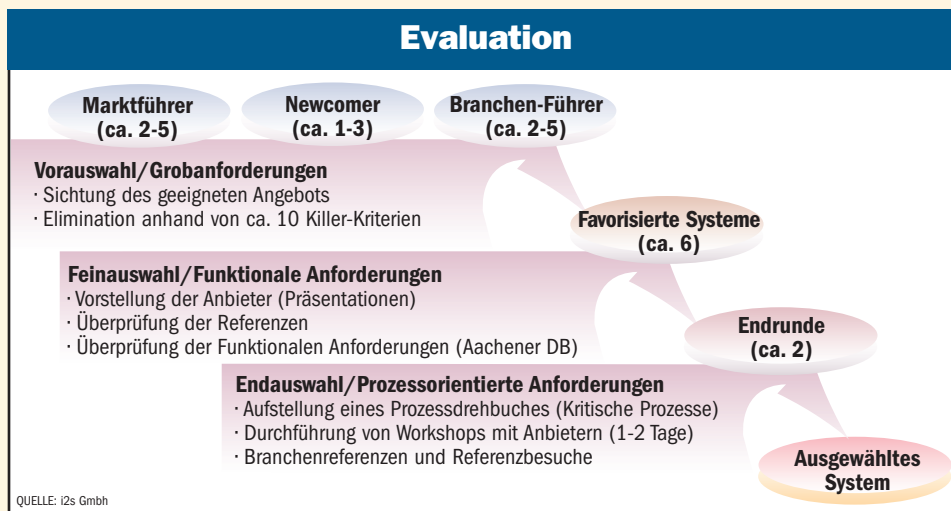 Evaluation
Marktführer
(ca. 2-5)
Newcomer
(ca. 1-3)
Branchen-Führer
(ca. 2-5)
Vorauswahl/Grobanforderungen
· Sichtung des geeigneten Angebots
· Elimination anhand von ca. 10 Killer-Kriterien
Favorisierte Systeme
(ca. 6)
Feinauswahl/Funktionale Anforderungen
· Vorstellung der Anbieter (Präsentationen)
· Überprüfung der Referenzen
· Überprüfung der Funktionalen Anforderungen (Aachener DB)
Endrunde
(ca. 2)
Endauswahl/Prozessorientierte Anforderungen
· Aufstellung eines Prozessdrehbuches (Kritische Prozesse)
· Durchführung von Workshops mit Anbietern (1-2 Tage)
· Branchenreferenzen und Referenzbesuche
Ausgewähltes
System
QUELLE: i2s Gmbh